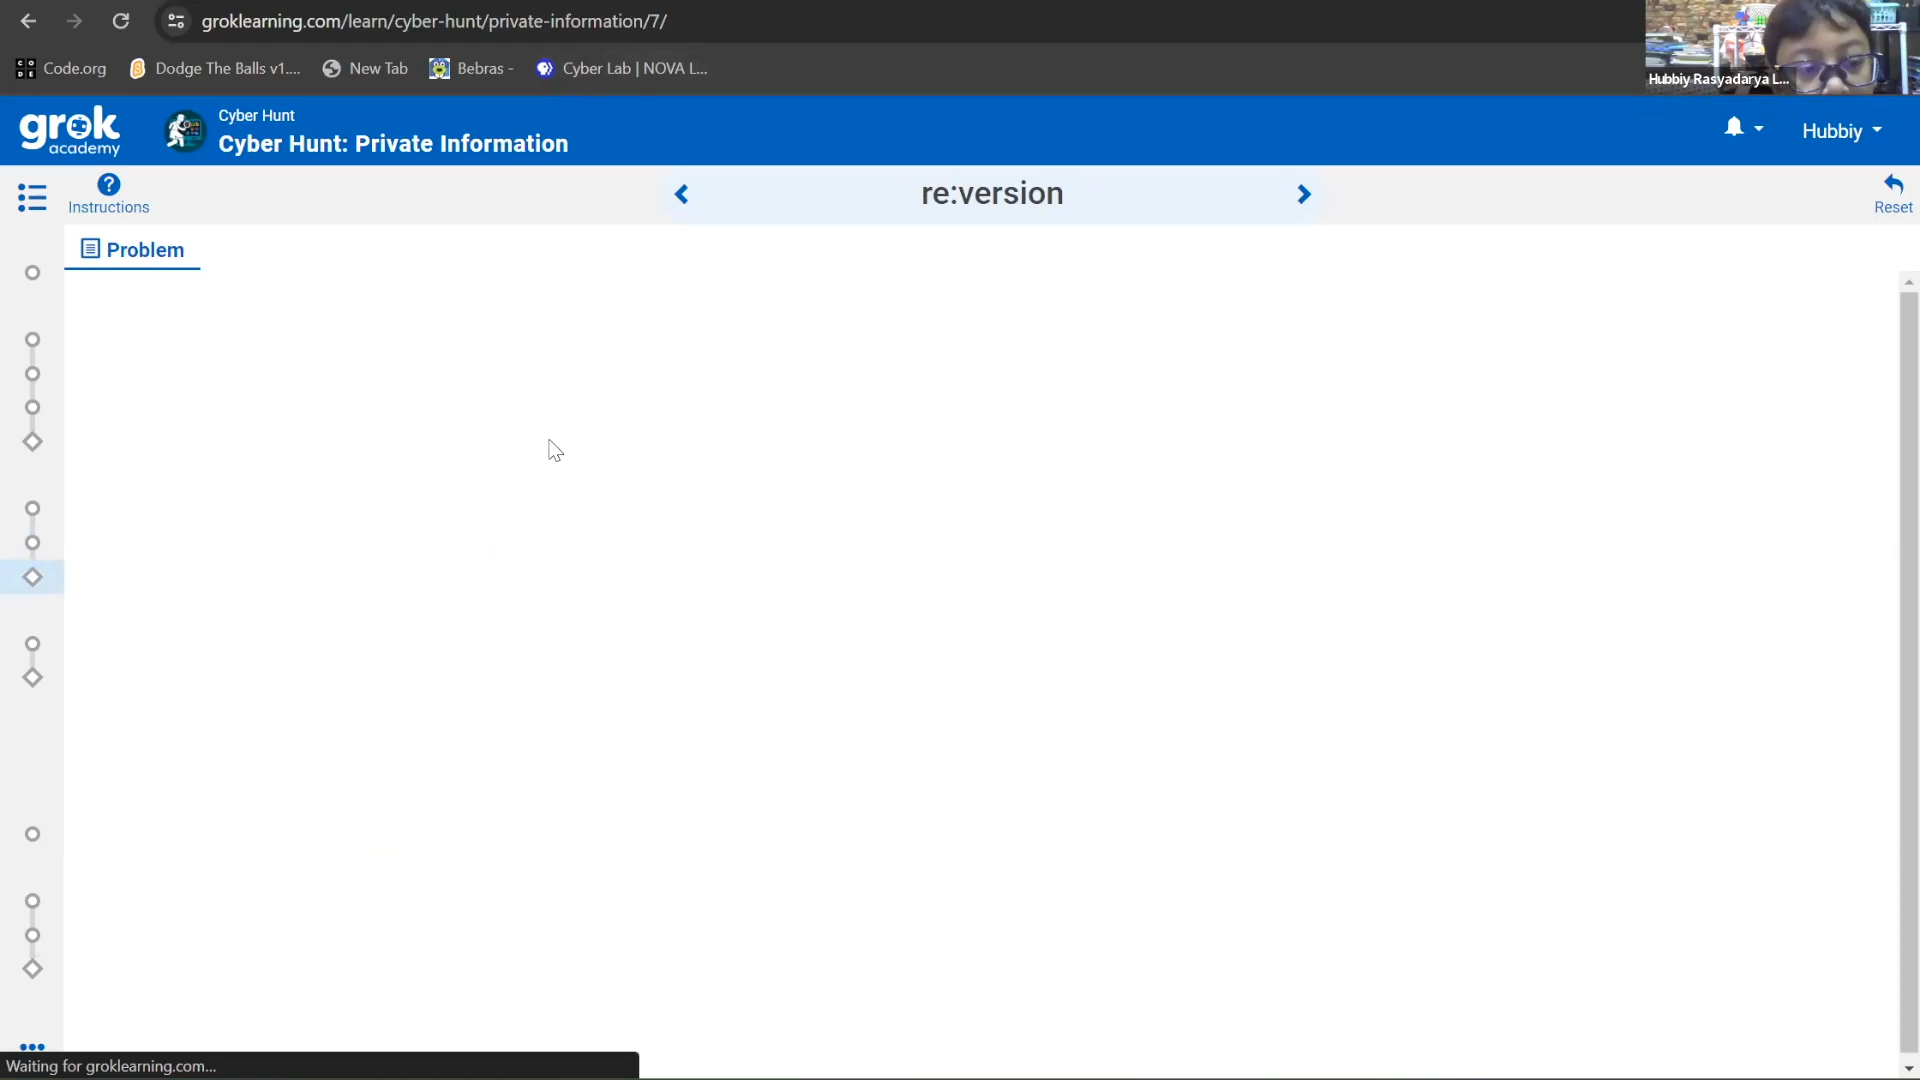 groklearning.com/learn/cyber-hunt/private-information/7/
Code.org
Dodge The Balls v1....
New Tab
Bebras -
Cyber Lab | NOVA L...
Hubbiy Rasyadarya L...
grok
academy
Cyber Hunt
Cyber Hunt: Private Information
Hubbiy
Instructions
re:version
Reset
Problem
Waiting for groklearning.com...